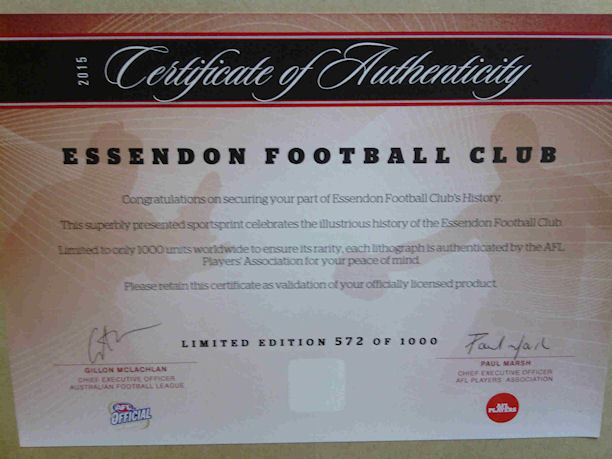 2015
Certificate of Authenticity
ESSENDON FOOTBALL CLUB
Congratulations on securing your part of Essendon Football Club's History.
This superbly presented sportsprint celebrates the illustrious history of the Essendon Football Club.
Limited to only 1000 units worldwide to ensure its rarity, each lithograph is authenticated by the AFL
Players' Association for your peace of mind.
Please retain this certificate as validation of your officially licensed product.
LIMITED EDITION 572 OF 1000
GILLON MCLACHLAN
CHIEF EXECUTIVE OFFICER
AUSTRALIAN FOOTBALL LEAGUE
AFL
OFFICIAL
Paul Marsh
PAUL MARSH
CHIEF EXECUTIVE OFFICER
AFL PLAYERS' ASSOCIATION
AFL
PLAYERS